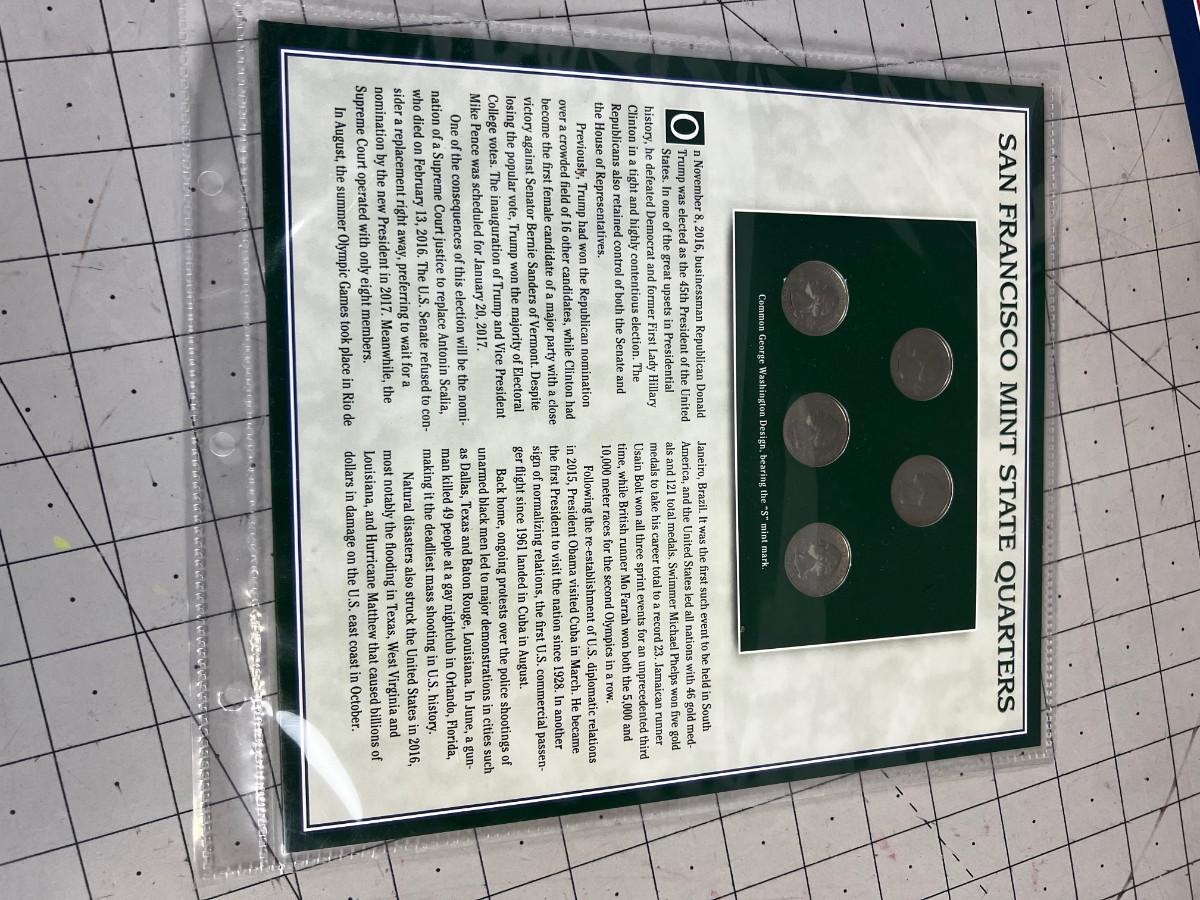 SAN FRANCISCO MINT STATE QUARTERS
Common George Washington Design, bearing the "S" mint mark.
On November 8, 2016, businessman Republican Donald
Trump was elected as the 45th President of the United
States. In one of the great upsets in Presidential
history, he defeated Democrat and former First Lady Hillary
Clinton in a tight and highly contentious election. The
Republicans also retained control of both the Senate and
the House of Representatives.
Previously, Trump had won the Republican nomination
over a crowded field of 16 other candidates, while Clinton had
become the first female candidate of a major party with a close
victory against Senator Bernie Sanders of Vermont. Despite
losing the popular vote, Trump won the majority of Electoral
College votes. The inauguration of Trump and Vice President
Mike Pence was scheduled for January 20, 2017.
One of the consequences of this election will be the nomi-
nation of a Supreme Court justice to replace Antonin Scalia,
who died on February 13, 2016. The U.S. Senate refused to con-
sider a replacement right away, preferring to wait for a
nomination by the new President in 2017. Meanwhile, the
Supreme Court operated with only eight members.
In August, the summer Olympic Games took place in Rio de
Janeiro, Brazil. It was the first such event to be held in South
America, and the United States led all nations with 46 gold med-
als and 121 total medals. Swimmer Michael Phelps won five gold
medals to take his career total to a record 23. Jamaican runner
Usain Bolt won all three sprint events for an unprecedented third
time, while British runner Mo Farrah won both the 5,000 and
10,000 meter races for the second Olympics in a row.
Following the re-establishment of U.S. diplomatic relations
in 2015, President Obama visited Cuba in March. He became
the first President to visit the nation since 1928. In another
sign of normalizing relations, the first U.S. commercial passen-
ger flight since 1961 landed in Cuba in August.
Back home, ongoing protests over the police shootings of
unarmed black men led to major demonstrations in cities such
as Dallas, Texas and Baton Rouge, Louisiana. In June, a gun-
man killed 49 people at a gay nightclub in Orlando, Florida,
making it the deadliest mass shooting in U.S. history.
Natural disasters also struck the United States in 2016,
most notably the flooding in Texas, West Virginia and
Louisiana, and Hurricane Matthew that caused billions of
dollars in damage on the U.S. east coast in October.